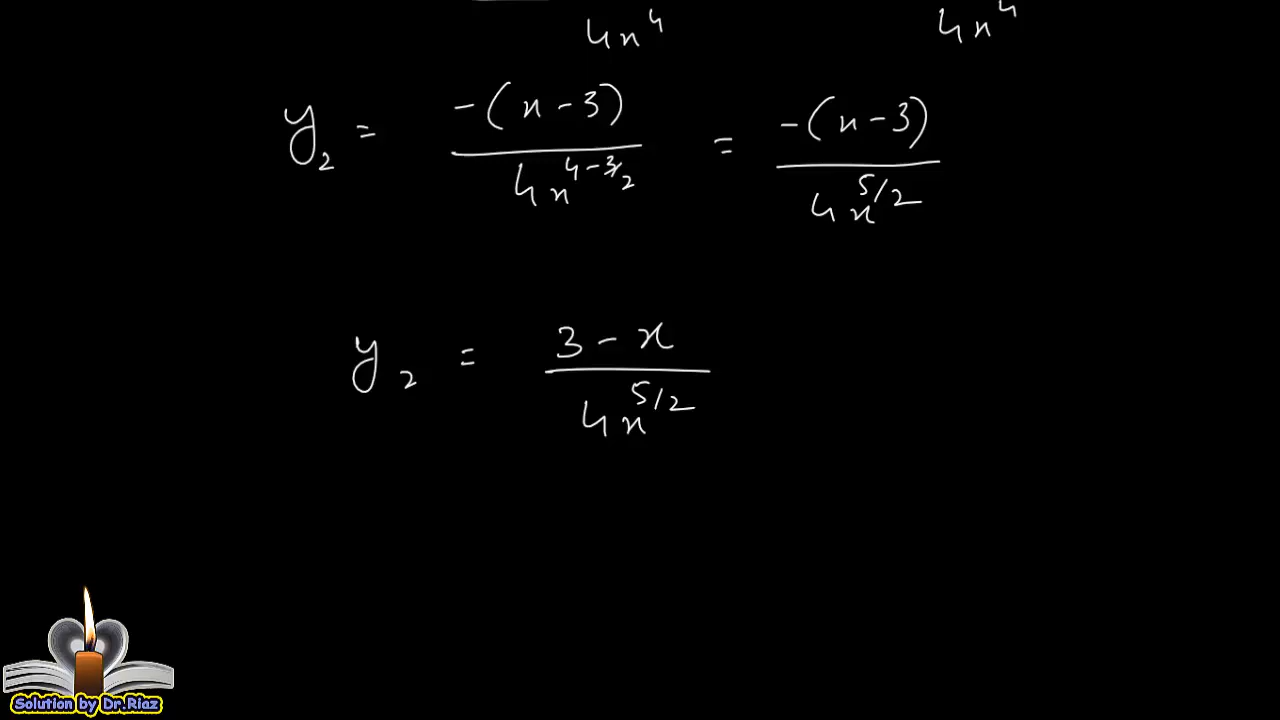 4x⁴ 4x⁴
y₂ = -(x-3) / 4x^(4-3/2) = -(x-3) / 4x^(5/2)
y₂ = 3-x / 4x^(5/2)
Solution by Dr.Riaz